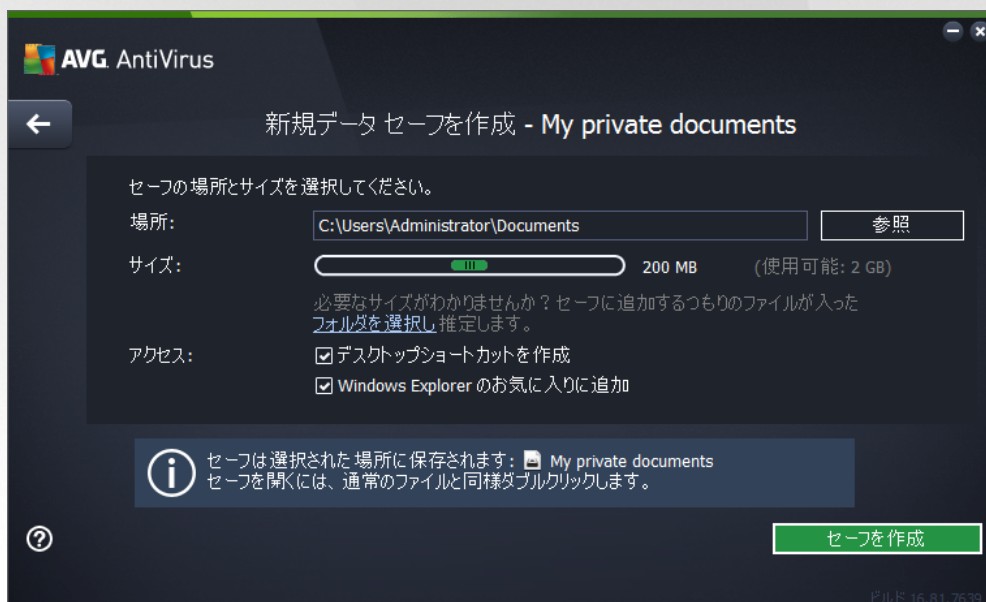 AVG AntiVirus
新規データ セーフを作成 - My private documents
セーフの場所とサイズを選択してください。
場所:
C:\Users\Administrator\Documents
参照
サイズ:
200 MB
(使用可能: 2 GB)
必要なサイズがわかりませんか？セーフに追加するつもりのファイルが入った
フォルダを選択し推定します。
アクセス:
デスクトップショートカットを作成
Windows Explorer のお気に入りに追加
セーフは選択された場所に保存されます: My private documents
セーフを開くには、通常のファイルと同様ダブルクリックします。
セーフを作成
ビルド 16.81.7639